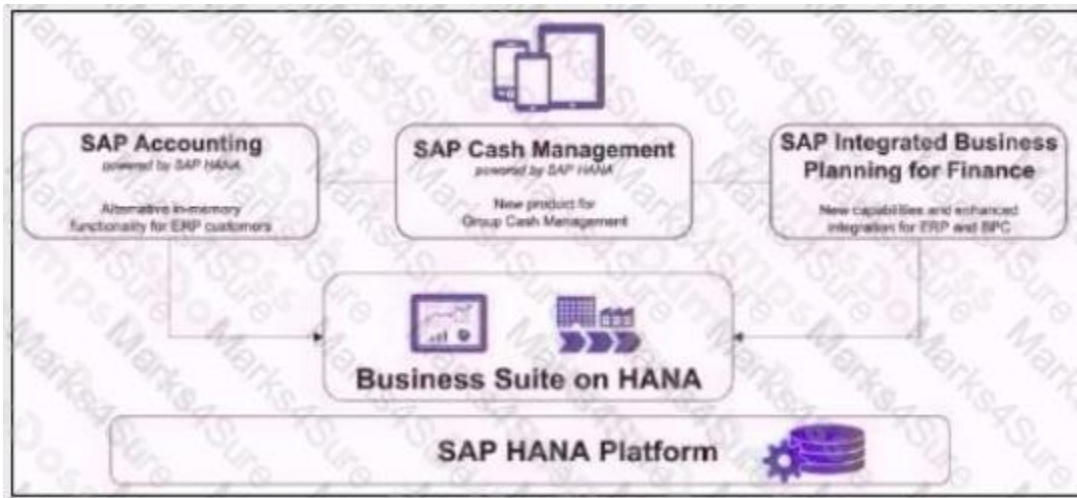 SAP Accounting
powered by SAP HANA
Alternative in-memory
functionality for ERP customers
SAP Cash Management
powered by SAP HANA
New product for
Group Cash Management
SAP Integrated Business
Planning for Finance
New capabilities and enhanced
integration for ERP and BPC
Business Suite on HANA
SAP HANA Platform
Marks4Sure